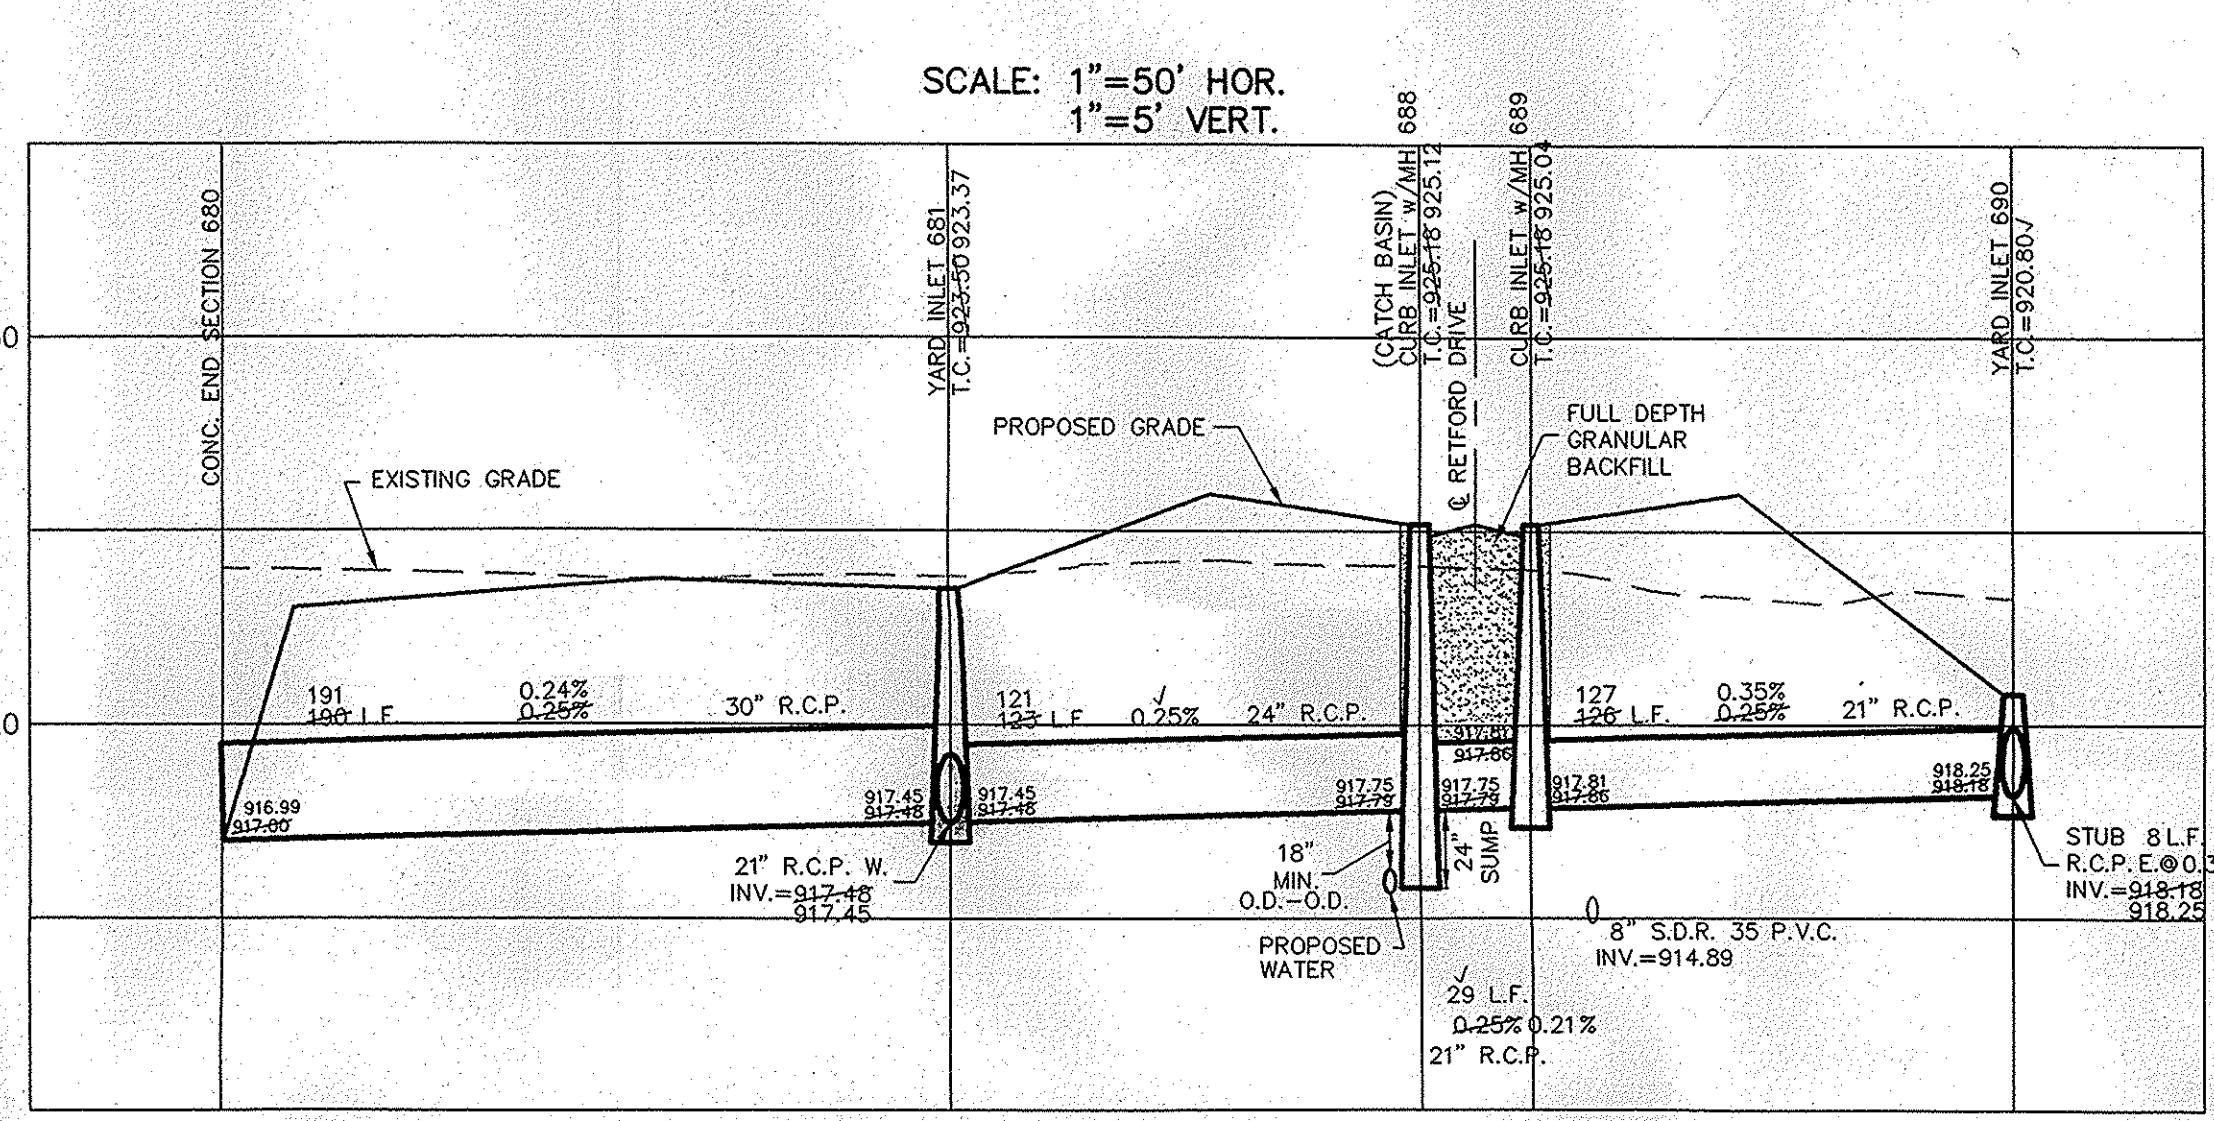 SCALE: 1"=50' HOR.
1"=5' VERT.
CONC. END SECTION 680
YARD INLET 681
T.C.=923.50 923.37
(CATCH BASIN)
CURB INLET w/MH 688
T.C.=925.18 925.12
℄ RETFORD DRIVE
CURB INLET w/MH 689
T.C.=925.18 925.04
YARD INLET 690
T.C.=920.80√
0
EXISTING GRADE
PROPOSED GRADE
FULL DEPTH
GRANULAR
BACKFILL
191
190 L.F.
0.24%
0.25%
30" R.C.P.
121
123 L.F.
√
0.25%
24" R.C.P.
127
126 L.F.
0.35%
0.25%
21" R.C.P.
0
917.81
917.86
916.99
917.00
917.45
917.48
917.45
917.48
917.75
917.79
917.75
917.79
917.81
917.86
918.25
918.18
21" R.C.P. W.
INV.=917.48
917.45
18"
MIN.
O.D.-O.D.
24"
SUMP
PROPOSED
WATER
8" S.D.R. 35 P.V.C.
INV.=914.89
STUB 8 L.F.
R.C.P. E.@ 0.3
INV.=918.18
918.25
√
29 L.F.
0.25% 0.21%
21" R.C.P.